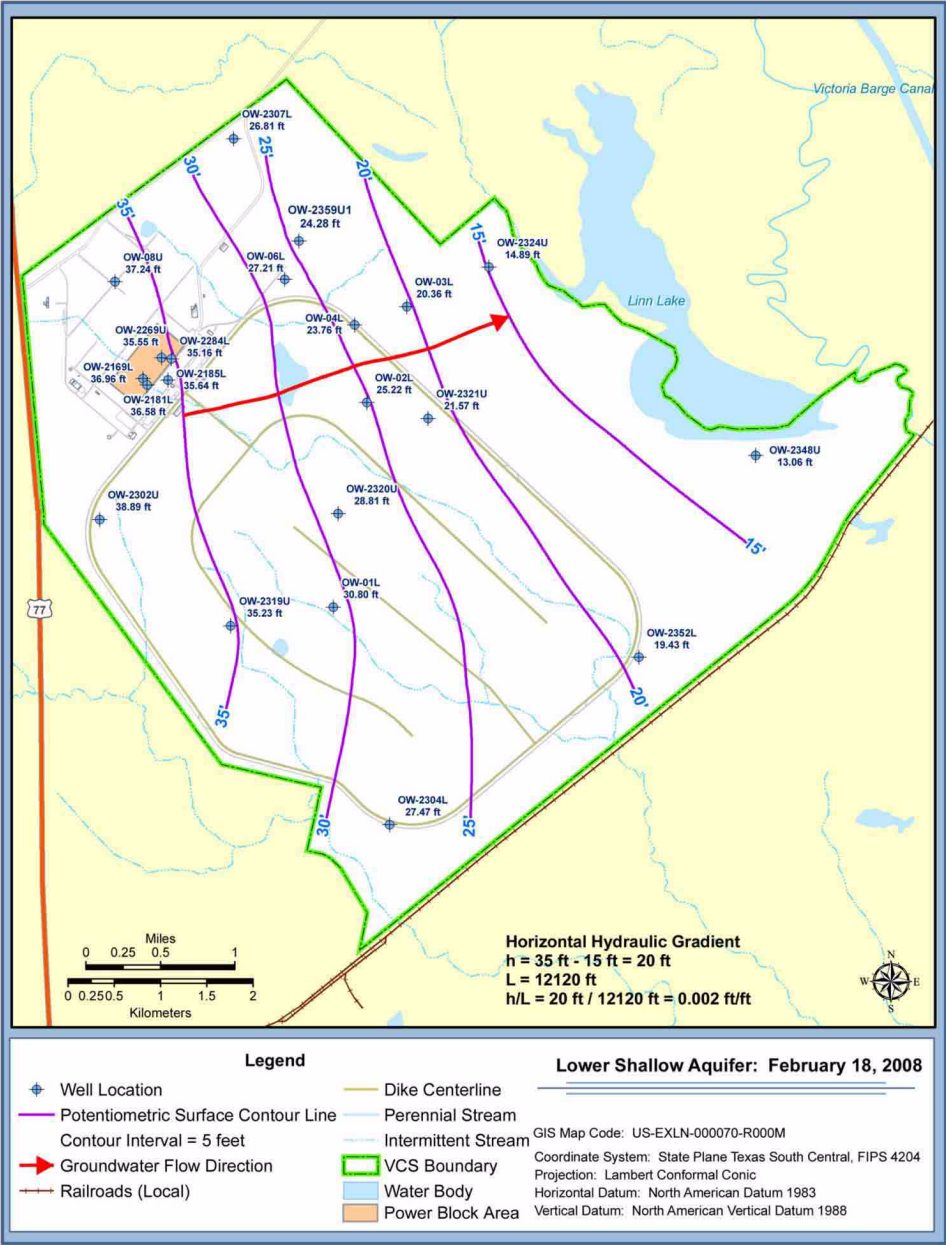 Victoria Barge Canal
OW-2307L
26.81 ft
25'
30'
20'
35'
OW-2359U1
24.28 ft
15'
OW-2324U
14.89 ft
OW-08U
37.24 ft
OW-06L
27.21 ft
OW-03L
20.36 ft
Linn Lake
OW-04L
23.76 ft
OW-2269U
35.55 ft
OW-2284L
35.16 ft
OW-2169L
36.96 ft
OW-2185L
35.64 ft
OW-2181L
36.58 ft
OW-02L
25.22 ft
OW-2321U
21.57 ft
OW-2348U
13.06 ft
OW-2302U
38.89 ft
OW-2320U
28.81 ft
15'
OW-01L
30.80 ft
77
OW-2319U
35.23 ft
OW-2352L
19.43 ft
20'
35'
OW-2304L
27.47 ft
30'
25'
Miles
0 0.25 0.5 1
0 0.25 0.5 1 1.5 2
Kilometers
Horizontal Hydraulic Gradient
h = 35 ft - 15 ft = 20 ft
L = 12120 ft
h/L = 20 ft / 12120 ft = 0.002 ft/ft
N
W E
S
Legend
Well Location
Potentiometric Surface Contour Line
Contour Interval = 5 feet
Groundwater Flow Direction
Railroads (Local)
Dike Centerline
Perennial Stream
Intermittent Stream
VCS Boundary
Water Body
Power Block Area
Lower Shallow Aquifer: February 18, 2008
GIS Map Code: US-EXLN-000070-R000M
Coordinate System: State Plane Texas South Central, FIPS 4204
Projection: Lambert Conformal Conic
Horizontal Datum: North American Datum 1983
Vertical Datum: North American Vertical Datum 1988